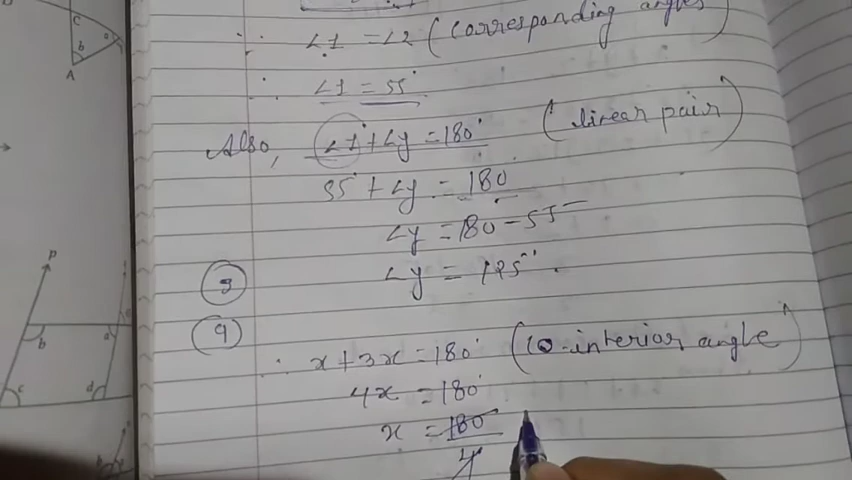 ∴ ∠1 = ∠2 (Corresponding angles)
∴ ∠1 = 55°
Also, ∠1° + ∠y = 180° (linear pair)
55° + ∠y = 180
∠y = 180 - 55
∠y = 125°.
3
9
∴ x + 3x = 180° (Co-interior angle)
4x = 180°
x = 180°
4
C
b
a
A
P
b
a
c
d